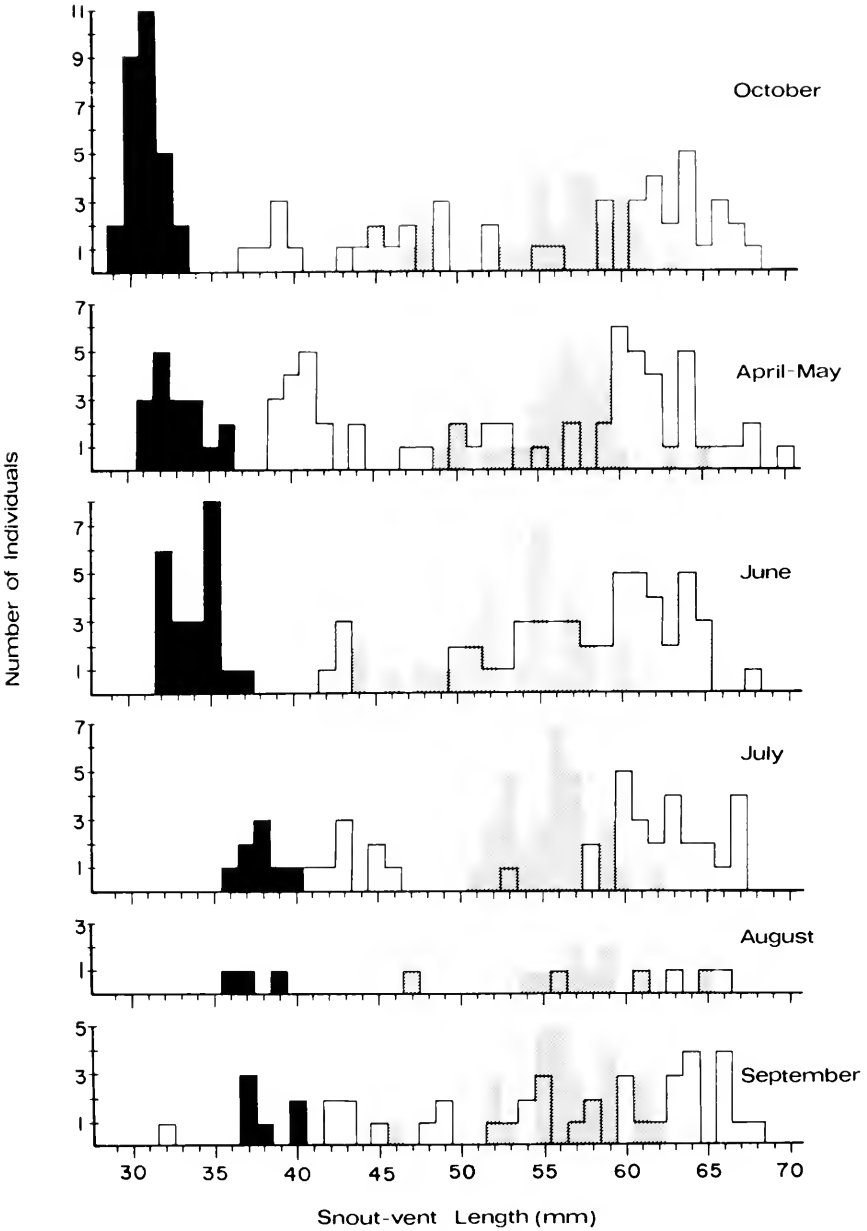 Number of Individuals
11
9
7
5
3
1
October
7
5
3
1
April-May
7
5
3
1
June
7
5
3
1
July
3
1
August
5
3
1
September
30 35 40 45 50 55 60 65 70
Snout-vent Length (mm)